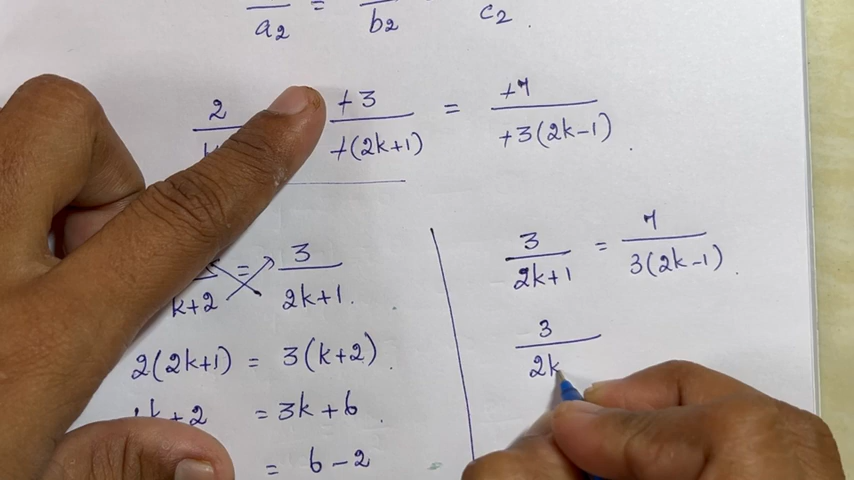 a2 = b2 c2.
2 +3 / +(2k+1) = +7 / +3(2k-1).
3 / 2k+1 = 7 / 3(2k-1).
k+2 = 3 / 2k+1.
2(2k+1) = 3(k+2).
k+2 = 3k+6
= 6-2
3 / 2k